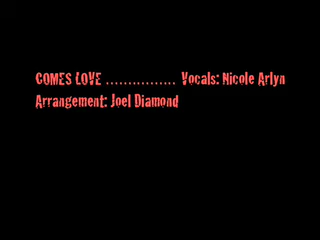 COMES LOVE ................ Vocals: Nicole Arlyn
Arrangement: Joel Diamond